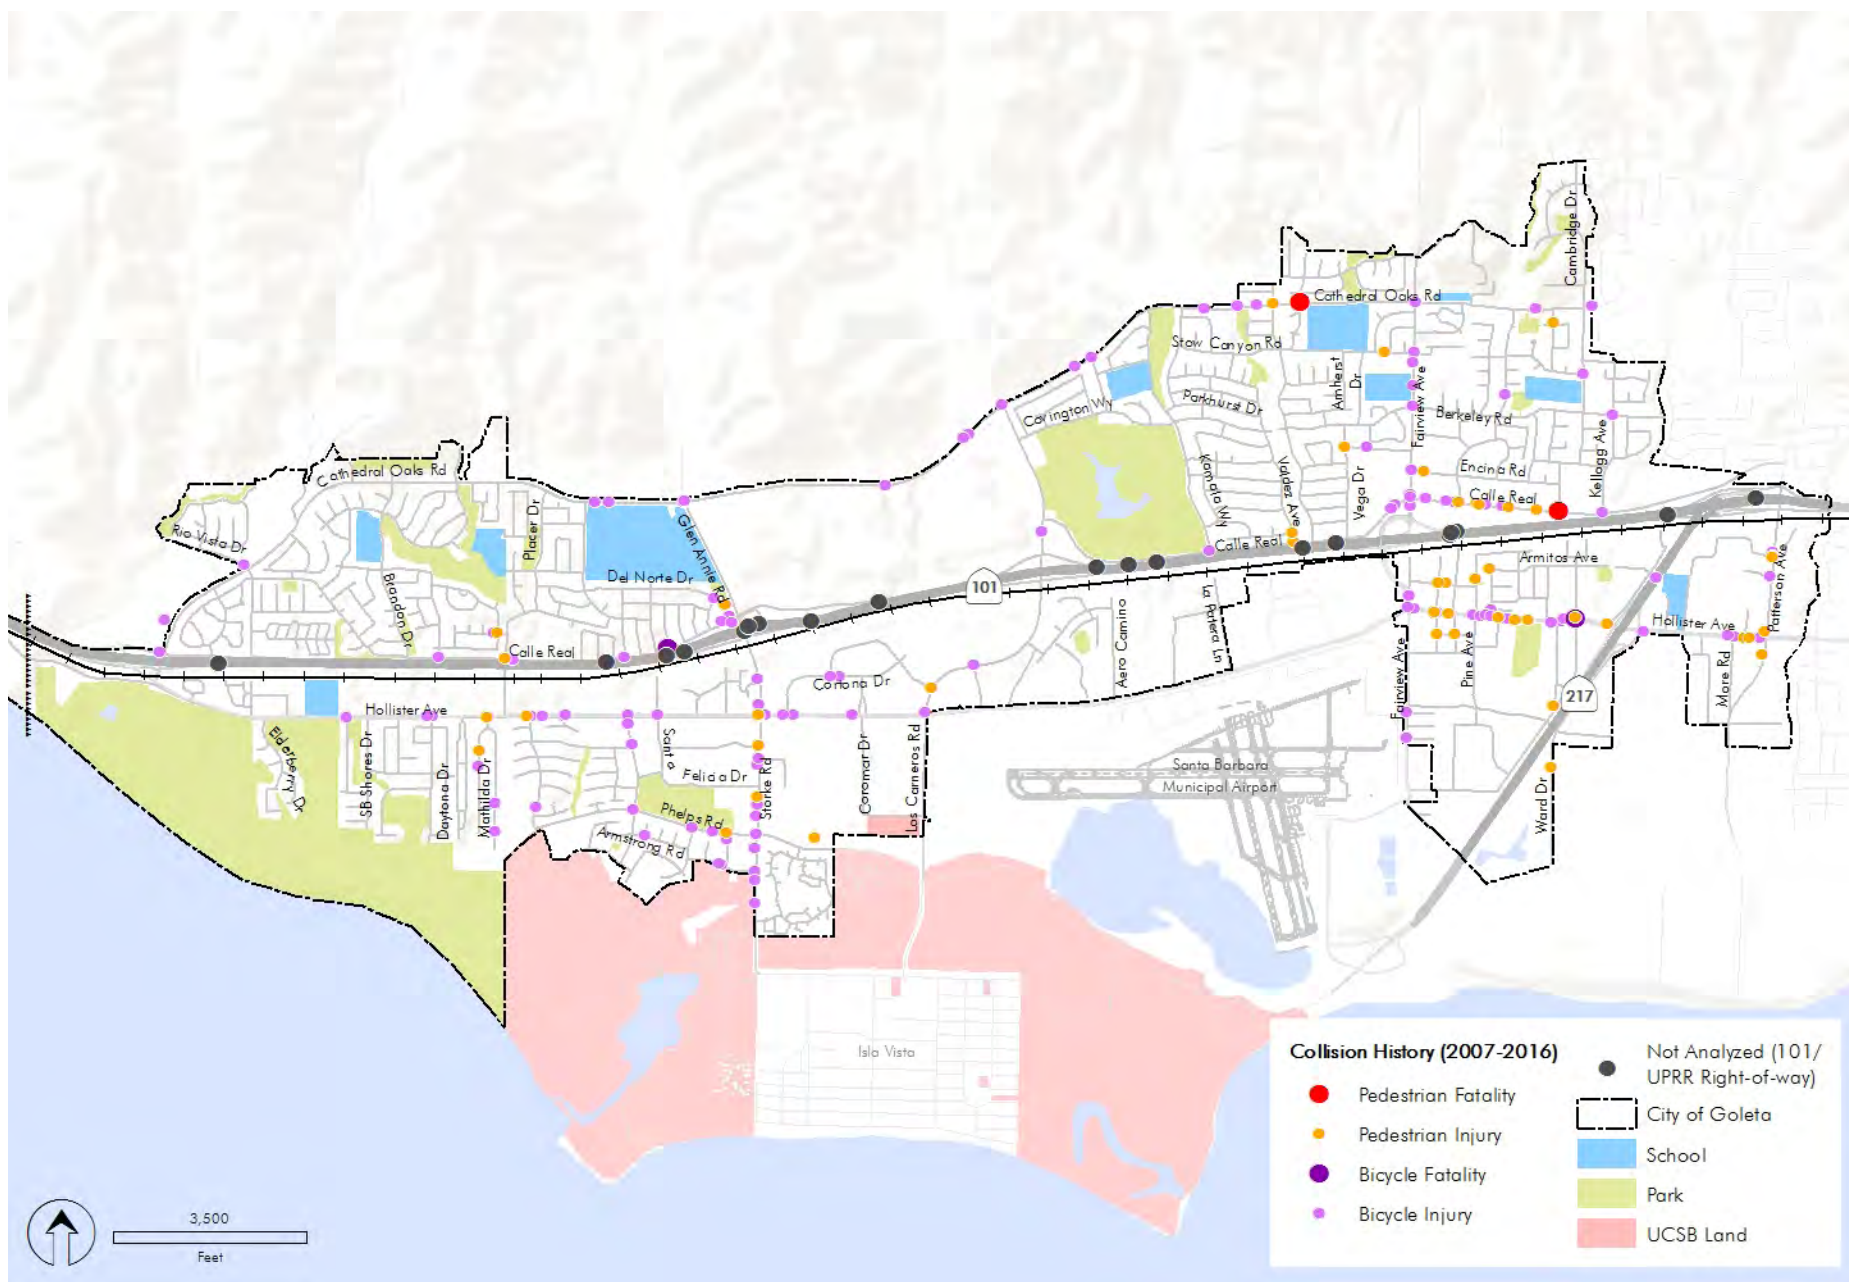 Cambridge Dr
Cathedral Oaks Rd
Stow Canyon Rd
Amherst
Dr
Fairview Ave
Parkhurst Dr
Covington Wy
Berkeley Rd
Kellogg Ave
Cathedral Oaks Rd
Placer Dr
Glen Annie Rd
Kamala Wy
Valdez Ave
Vega Dr
Encina Rd
Calle Real
Rio Vista Dr
Calle Real
Armitos Ave
Del Norte Dr
101
Brandon Dr
Aero Camino
La Patera Ln
Patterson Ave
Hollister Ave
Calle Real
Pine Ave
More Rd
Cortona Dr
Fairview Ave
217
Hollister Ave
Elderberry Dr
SB Shores Dr
Daytona Dr
Mathilda Dr
Santa
Felicia Dr
Storke Rd
Coromar Dr
Los Carneros Rd
Santa Barbara
Municipal Airport
Phelps Rd
Armstrong Rd
Ward Dr
Isla Vista
Collision History (2007-2016)
Pedestrian Fatality
Pedestrian Injury
Bicycle Fatality
Bicycle Injury
Not Analyzed (101/
UPRR Right-of-way)
City of Goleta
School
Park
UCSB Land
3,500
Feet